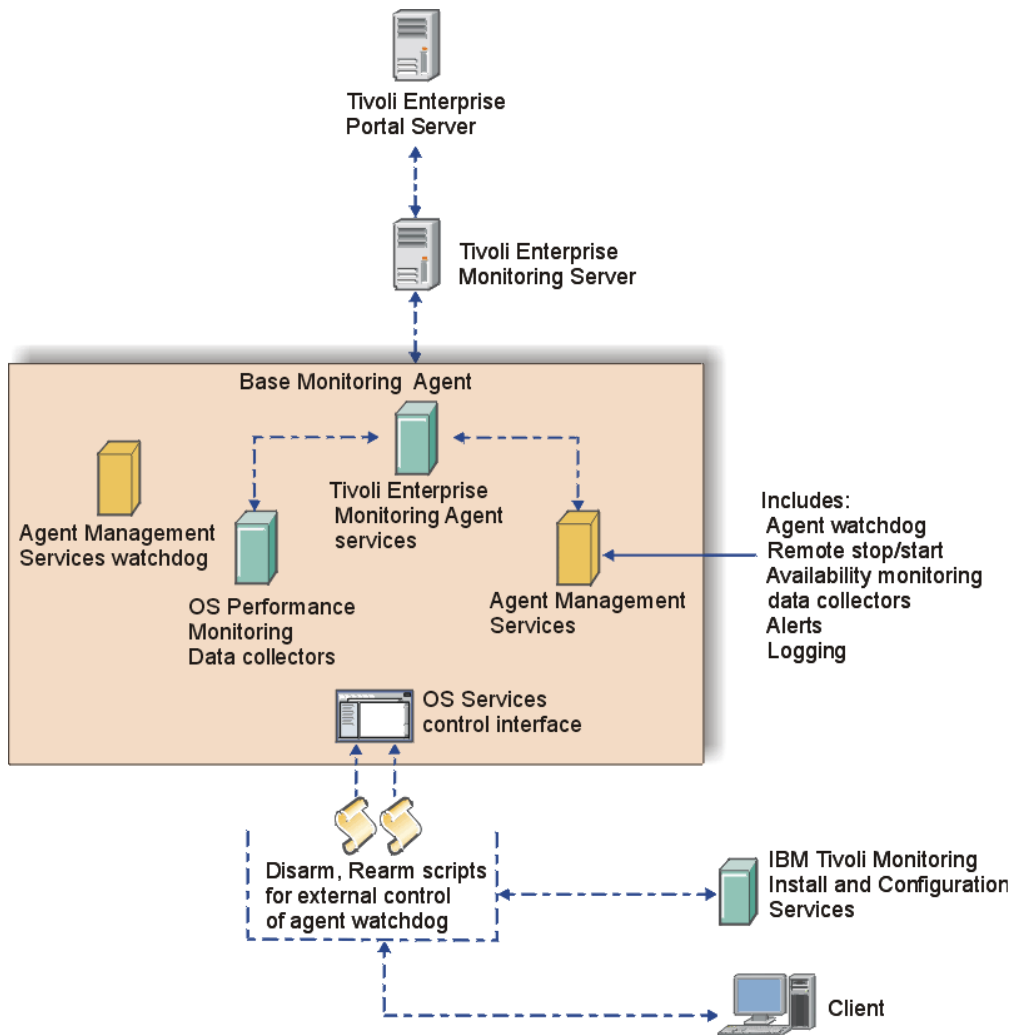 Tivoli Enterprise
Portal Server
Tivoli Enterprise
Monitoring Server
Base Monitoring Agent
Tivoli Enterprise
Monitoring Agent
services
Agent Management
Services watchdog
OS Performance
Monitoring
Data collectors
Agent Management
Services
Includes:
Agent watchdog
Remote stop/start
Availability monitoring
data collectors
Alerts
Logging
OS Services
control interface
Disarm, Rearm scripts
for external control
of agent watchdog
IBM Tivoli Monitoring
Install and Configuration
Services
Client